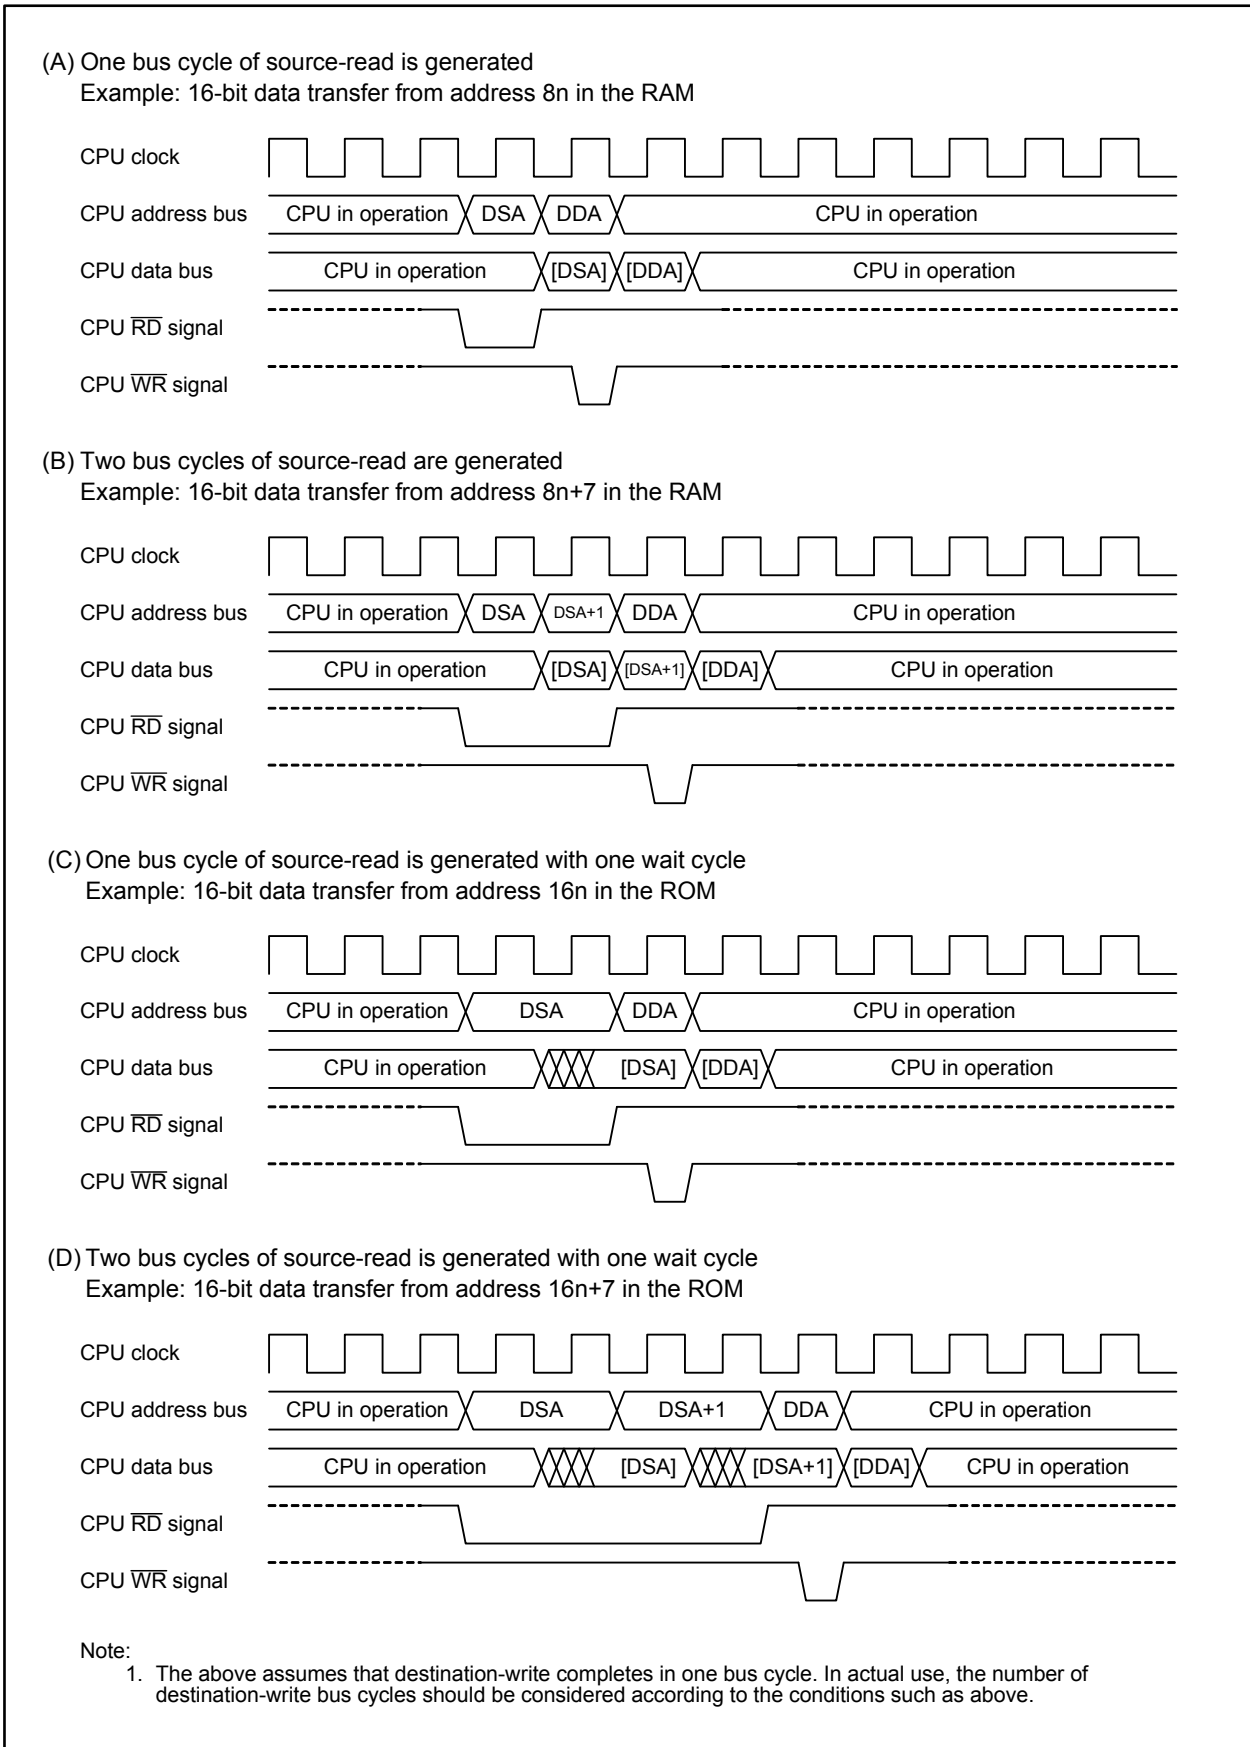 (A) One bus cycle of source-read is generated
Example: 16-bit data transfer from address 8n in the RAM
CPU clock
CPU address bus CPU in operation DSA DDA CPU in operation
CPU data bus CPU in operation [DSA] [DDA] CPU in operation
CPU R̅D̅ signal
CPU W̅R̅ signal
(B) Two bus cycles of source-read are generated
Example: 16-bit data transfer from address 8n+7 in the RAM
CPU clock
CPU address bus CPU in operation DSA DSA+1 DDA CPU in operation
CPU data bus CPU in operation [DSA] [DSA+1] [DDA] CPU in operation
CPU R̅D̅ signal
CPU W̅R̅ signal
(C) One bus cycle of source-read is generated with one wait cycle
Example: 16-bit data transfer from address 16n in the ROM
CPU clock
CPU address bus CPU in operation DSA DDA CPU in operation
CPU data bus CPU in operation [DSA] [DDA] CPU in operation
CPU R̅D̅ signal
CPU W̅R̅ signal
(D) Two bus cycles of source-read is generated with one wait cycle
Example: 16-bit data transfer from address 16n+7 in the ROM
CPU clock
CPU address bus CPU in operation DSA DSA+1 DDA CPU in operation
CPU data bus CPU in operation [DSA] [DSA+1] [DDA] CPU in operation
CPU R̅D̅ signal
CPU W̅R̅ signal
Note:
1. The above assumes that destination-write completes in one bus cycle. In actual use, the number of
destination-write bus cycles should be considered according to the conditions such as above.